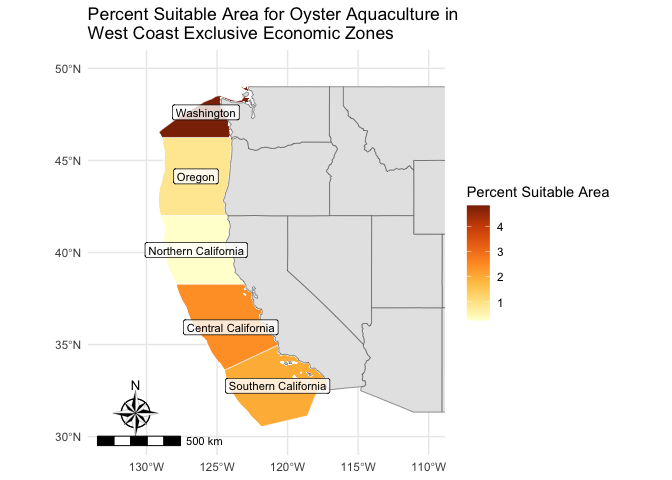 Percent Suitable Area for Oyster Aquaculture in
West Coast Exclusive Economic Zones
50°N
45°N
40°N
35°N
30°N
Washington
Oregon
Northern California
Central California
Southern California
N
500 km
130°W 125°W 120°W 115°W 110°W
Percent Suitable Area
4
3
2
1